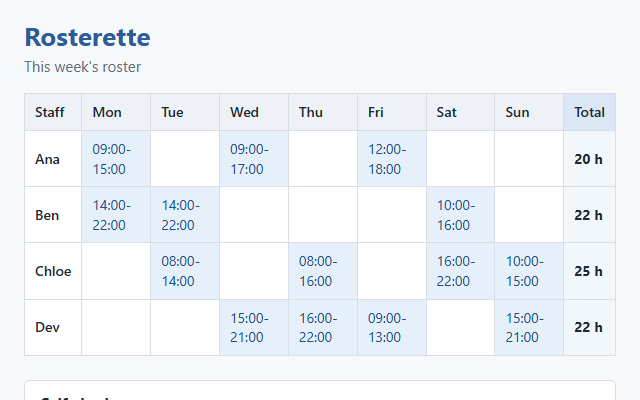 Rosterette
This week's roster
Staff Mon Tue Wed Thu Fri Sat Sun Total
Ana 09:00-15:00 09:00-17:00 12:00-18:00 20 h
Ben 14:00-22:00 14:00-22:00 10:00-16:00 22 h
Chloe 08:00-14:00 08:00-16:00 16:00-22:00 10:00-15:00 25 h
Dev 15:00-21:00 16:00-22:00 09:00-13:00 15:00-21:00 22 h